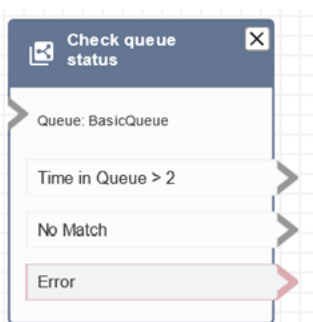 Check queue
status
Queue: BasicQueue
Time in Queue > 2
No Match
Error